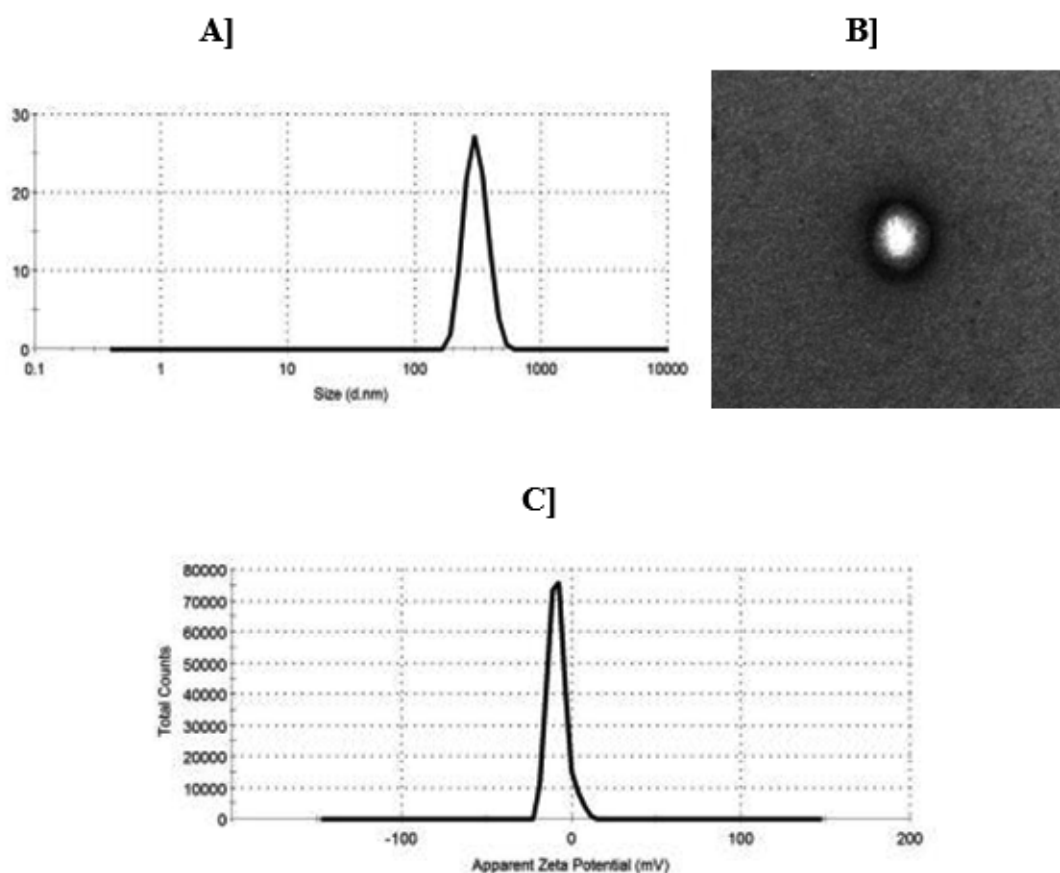 A]
B]
30
20
10
0
0.1 1 10 100 1000 10000
Size (d.nm)
C]
80000
70000
60000
50000
40000
30000
20000
10000
0
-100 0 100 200
Total Counts
Apparent Zeta Potential (mV)